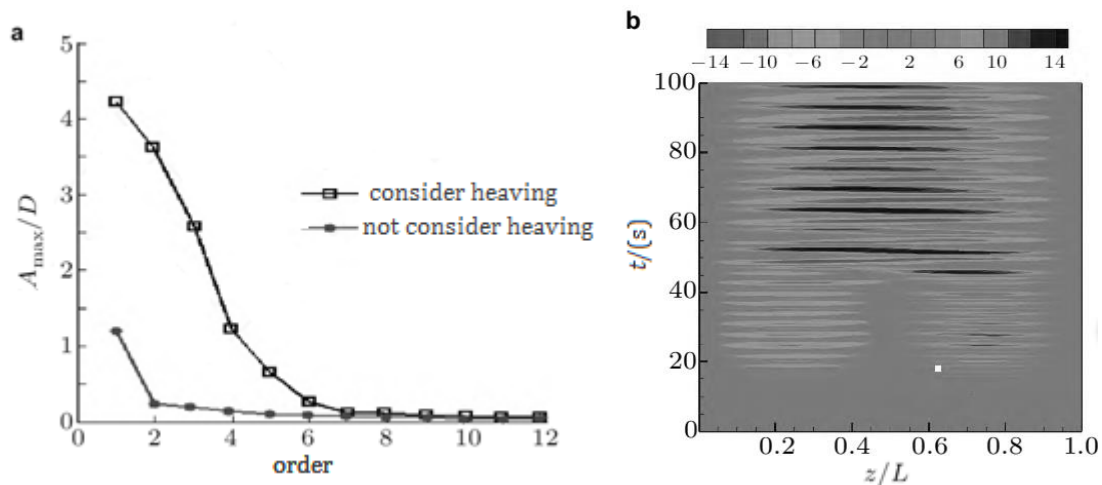 a
5
4
3
2
1
0
A_max/D
0 2 4 6 8 10 12
order
consider heaving
not consider heaving
b
−14 −10 −6 −2 2 6 10 14
100
80
60
40
20
0
t/(s)
0.2 0.4 0.6 0.8 1.0
z/L